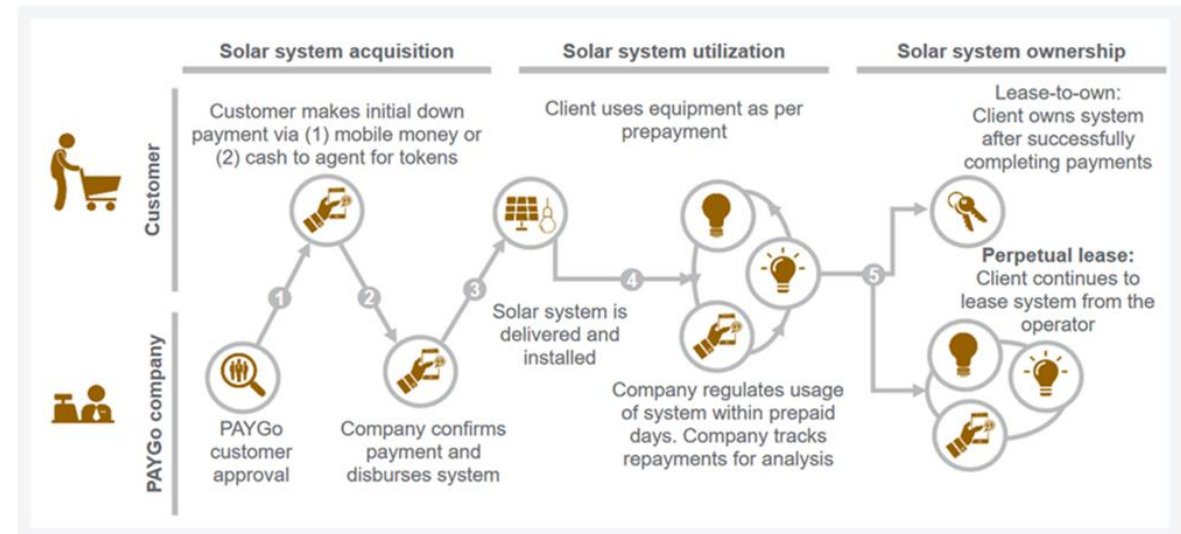 Solar system acquisition
Solar system utilization
Solar system ownership
Customer
PAYGo company
Customer makes initial down
payment via (1) mobile money or
(2) cash to agent for tokens
Client uses equipment as per
prepayment
Lease-to-own:
Client owns system
after successfully
completing payments
1
2
3
4
5
Solar system is
delivered and
installed
Perpetual lease:
Client continues to
lease system from the
operator
PAYGo
customer
approval
Company confirms
payment and
disburses system
Company regulates usage
of system within prepaid
days. Company tracks
repayments for analysis